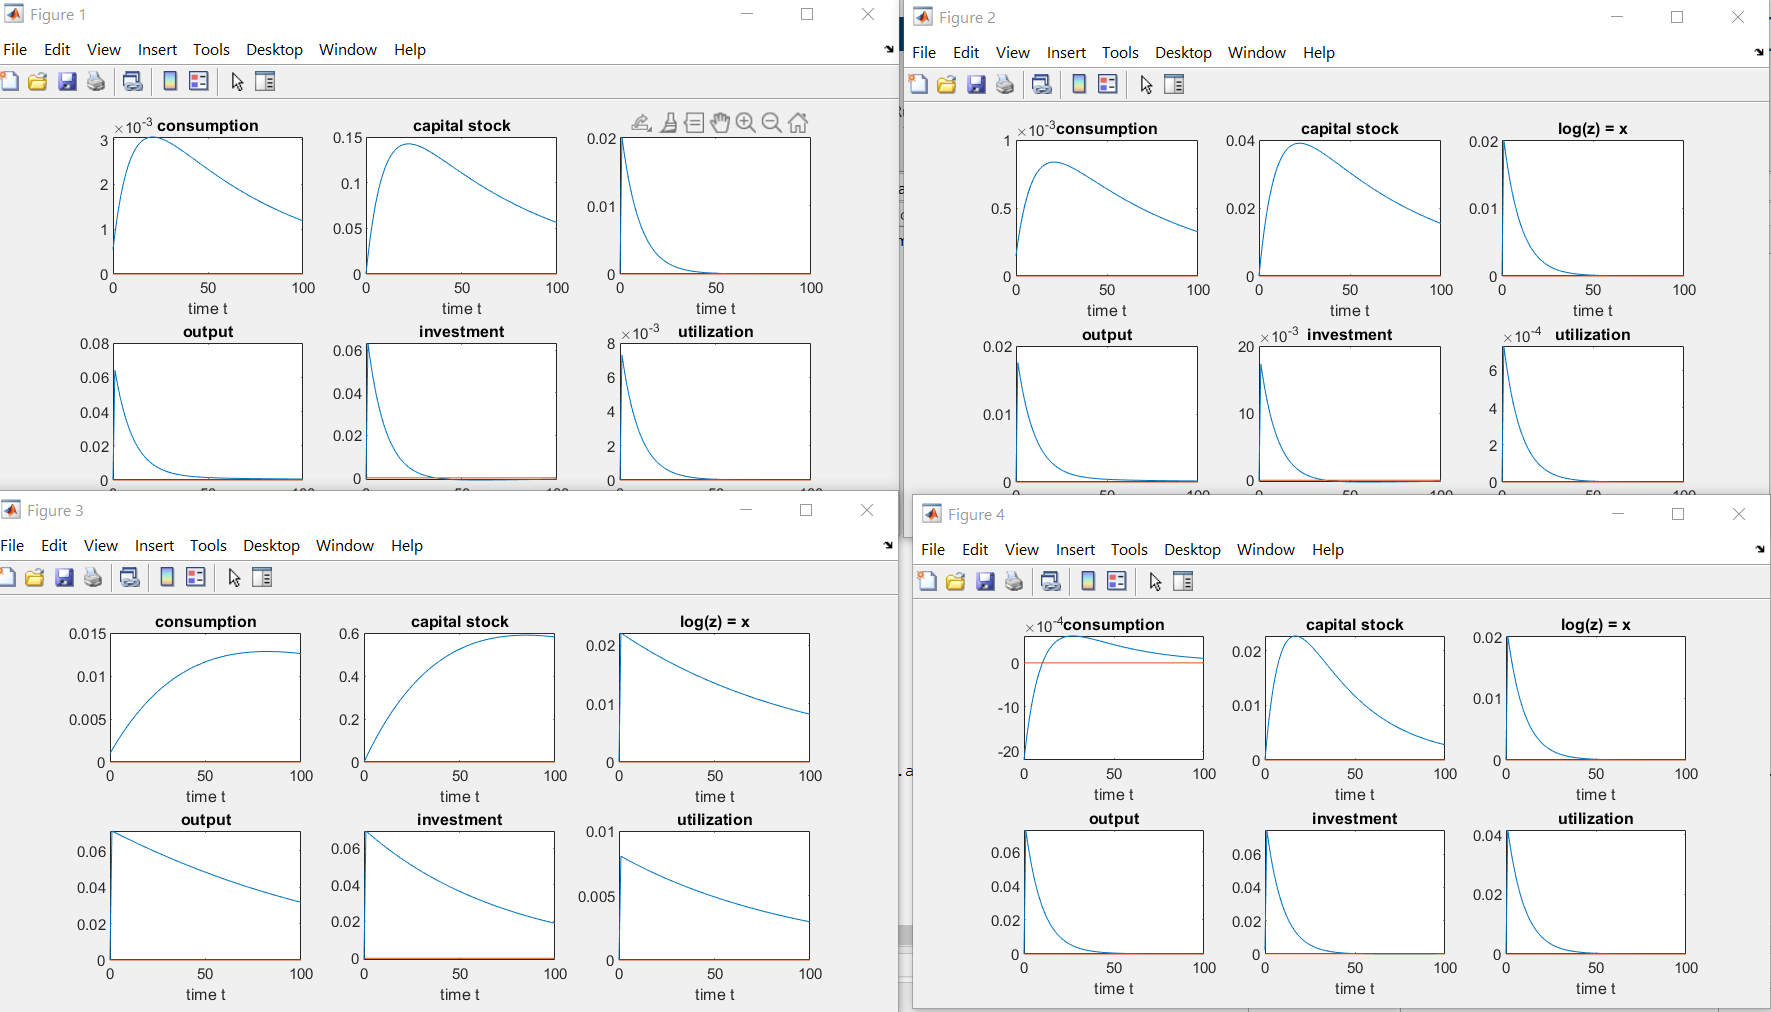 Figure 1
File Edit View Insert Tools Desktop Window Help
×10-3 consumption
3
2
1
0
0 50 100
time t
capital stock
0.15
0.1
0.05
0
0 50 100
time t
0.02
0.01
0
0 50 100
time t
output
0.08
0.06
0.04
0.02
0
investment
0.06
0.04
0.02
0
×10-3 utilization
8
6
4
2
0
Figure 2
File Edit View Insert Tools Desktop Window Help
×10-3 consumption
1
0.5
0
0 50 100
time t
capital stock
0.04
0.02
0
0 50 100
time t
log(z) = x
0.02
0.01
0
0 50 100
time t
output
0.02
0.01
0
×10-3 investment
20
10
0
×10-4 utilization
6
4
2
0
Figure 3
File Edit View Insert Tools Desktop Window Help
consumption
0.015
0.01
0.005
0
0 50 100
time t
capital stock
0.6
0.4
0.2
0
0 50 100
time t
log(z) = x
0.02
0.01
0
0 50 100
time t
output
0.06
0.04
0.02
0
0 50 100
time t
investment
0.06
0.04
0.02
0
0 50 100
time t
utilization
0.01
0.005
0
0 50 100
time t
Figure 4
File Edit View Insert Tools Desktop Window Help
×10-4 consumption
0
-10
-20
0 50 100
time t
capital stock
0.02
0.01
0
0 50 100
time t
log(z) = x
0.02
0.01
0
0 50 100
time t
output
0.06
0.04
0.02
0
0 50 100
time t
investment
0.06
0.04
0.02
0
0 50 100
time t
utilization
0.04
0.02
0
0 50 100
time t